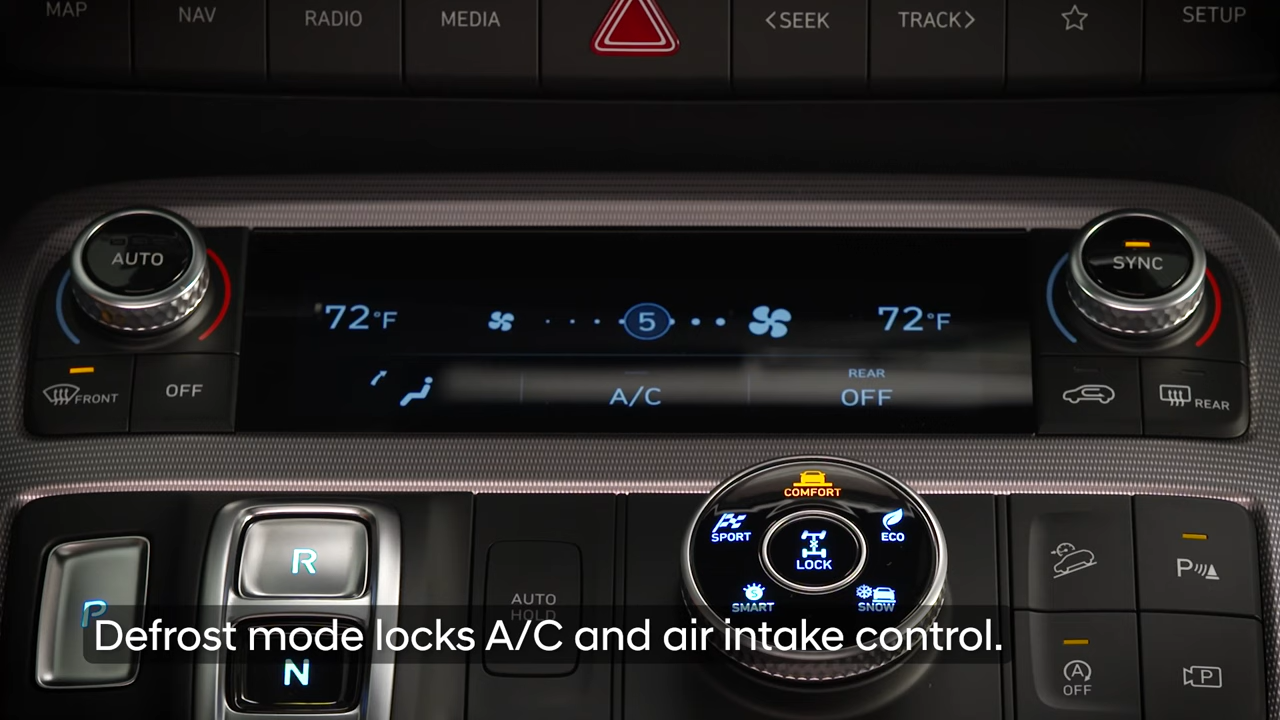 MAP NAV RADIO MEDIA <SEEK TRACK> SETUP
AUTO
SYNC
72°F 5 72°F
FRONT OFF
A/C
REAR
OFF
REAR
COMFORT
SPORT
ECO
LOCK
SMART
SNOW
R
P
N
AUTO
HOLD
P
A
OFF
P
Defrost mode locks A/C and air intake control.